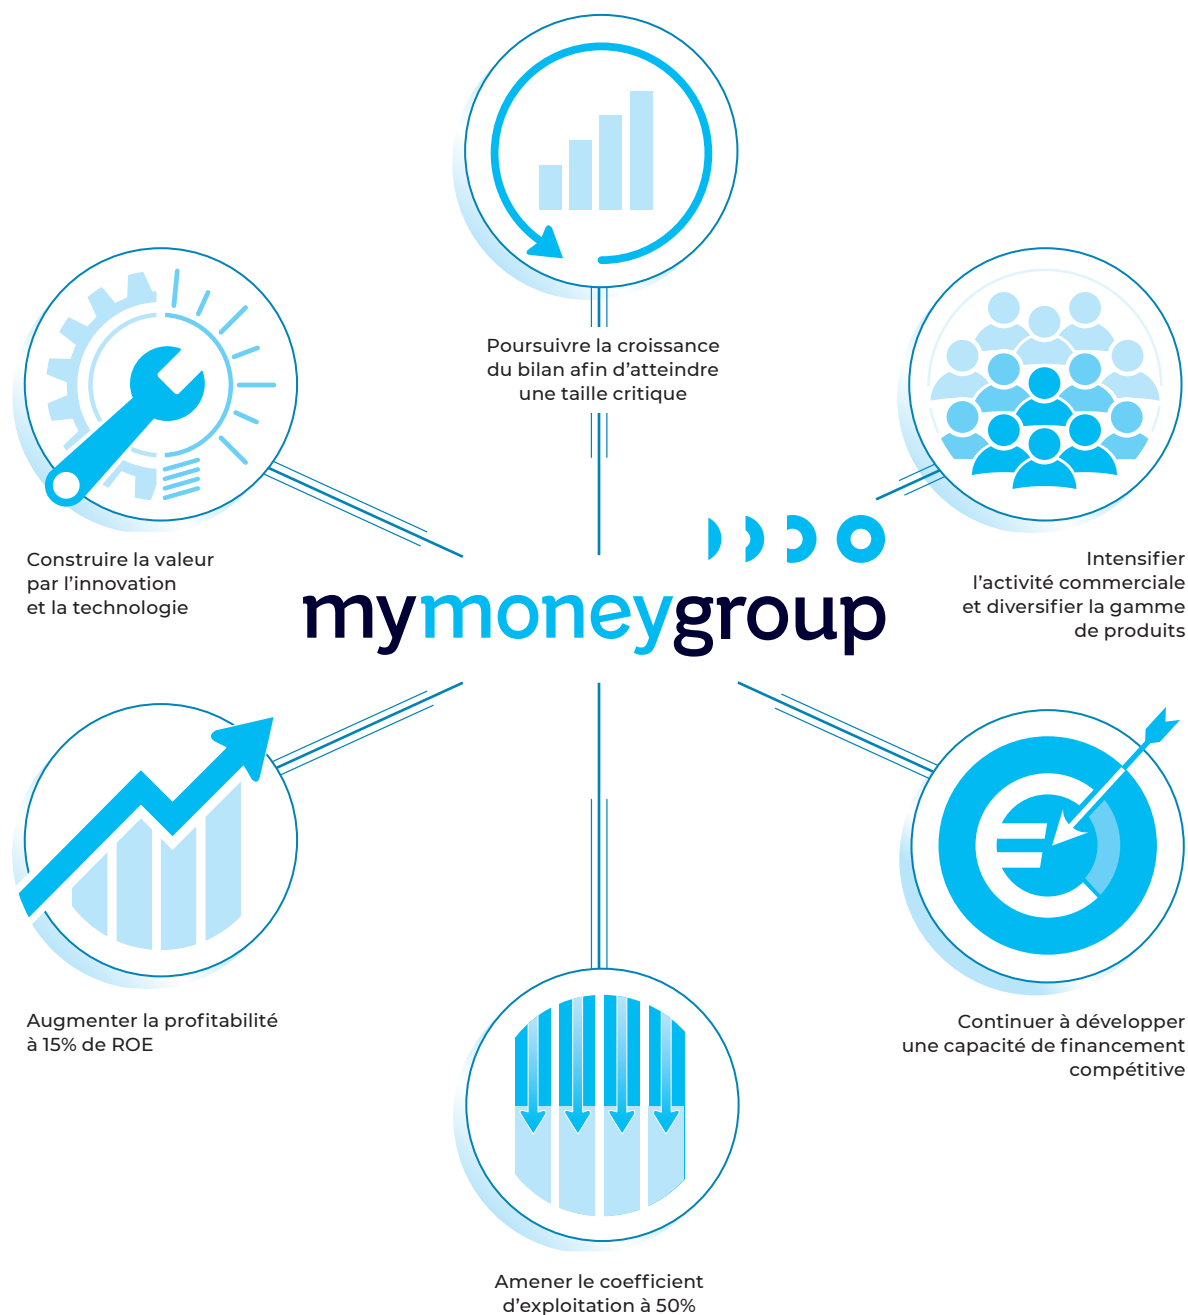 Poursuivre la croissance
du bilan afin d’atteindre
une taille critique
Construire la valeur
par l’innovation
et la technologie
Intensifier
l’activité commerciale
et diversifier la gamme
de produits
mymoneygroup
Augmenter la profitabilité
à 15% de ROE
Continuer à développer
une capacité de financement
compétitive
Amener le coefficient
d’exploitation à 50%